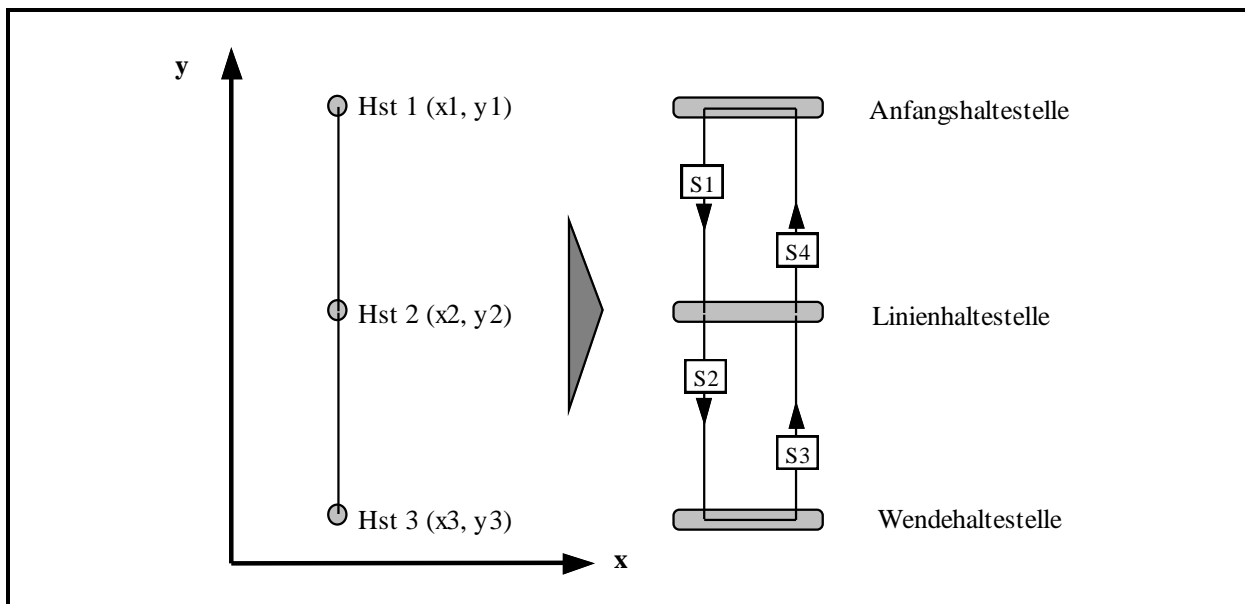 y
Hst 1 (x1, y1)
Anfangshaltestelle
S1
S4
Hst 2 (x2, y2)
Linienhaltestelle
S2
S3
Hst 3 (x3, y3)
Wendehaltestelle
x